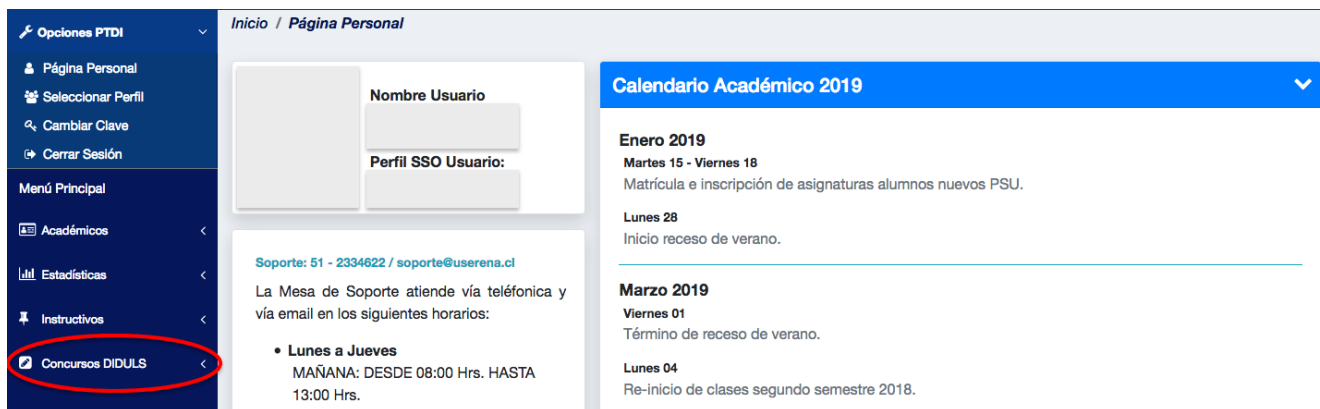 Opciones PTDI
Página Personal
Seleccionar Perfil
Cambiar Clave
Cerrar Sesión
Menú Principal
Académicos
Estadísticas
Instructivos
Concursos DIDULS
Inicio / Página Personal
Nombre Usuario
Perfil SSO Usuario:
Soporte: 51 - 2334622 / soporte@userena.cl
La Mesa de Soporte atiende vía teléfonica y
vía email en los siguientes horarios:
• Lunes a Jueves
MAÑANA: DESDE 08:00 Hrs. HASTA
13:00 Hrs.
Calendario Académico 2019
Enero 2019
Martes 15 - Viernes 18
Matrícula e inscripción de asignaturas alumnos nuevos PSU.
Lunes 28
Inicio receso de verano.
Marzo 2019
Viernes 01
Término de receso de verano.
Lunes 04
Re-inicio de clases segundo semestre 2018.